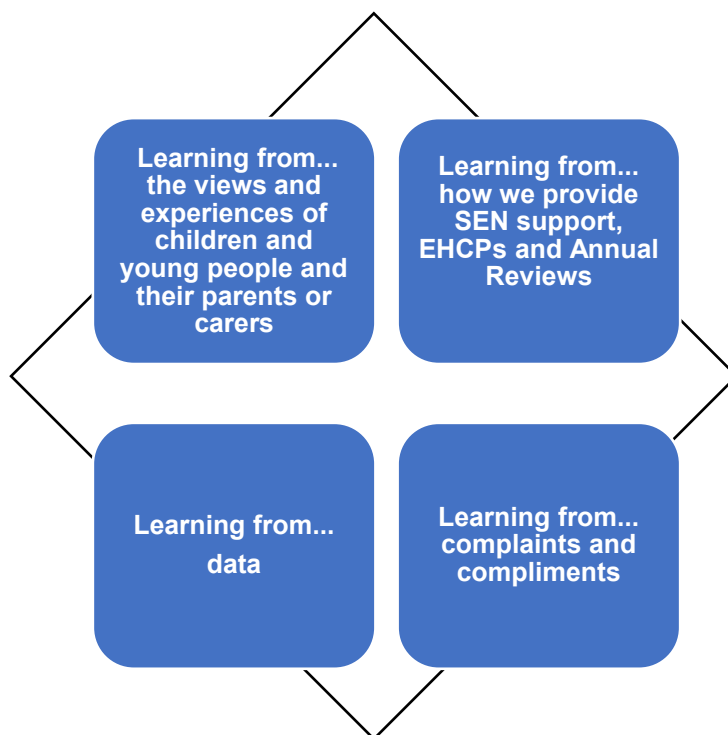 Learning from...
the views and
experiences of
children and
young people and
their parents or
carers
Learning from...
how we provide
SEN support,
EHCPs and Annual
Reviews
Learning from...
data
Learning from...
complaints and
compliments